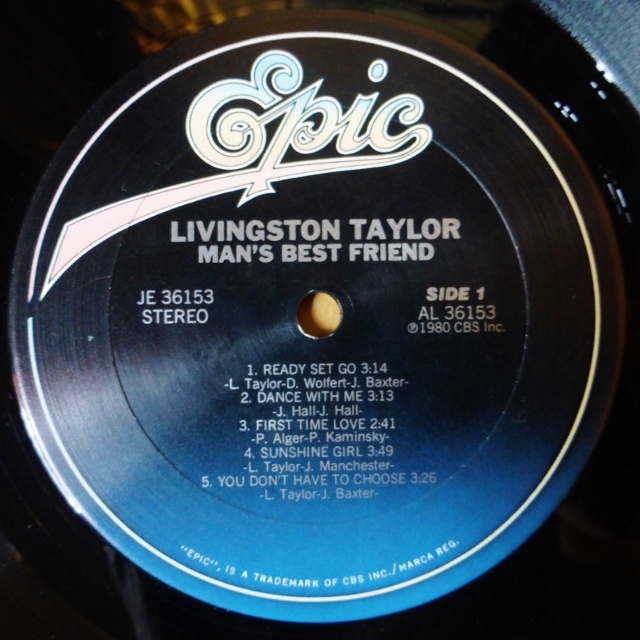 Epic
LIVINGSTON TAYLOR
MAN'S BEST FRIEND
JE 36153
STEREO
SIDE 1
AL 36153
℗1980 CBS Inc.
1. READY SET GO 3:14
-L. Taylor-D. Wolfert-J. Baxter-
2. DANCE WITH ME 3:13
-J. Hall-J. Hall-
3. FIRST TIME LOVE 2:41
-P. Alger-P. Kaminsky-
4. SUNSHINE GIRL 3:49
-L. Taylor-J. Manchester-
5. YOU DON'T HAVE TO CHOOSE 3:26
-L. Taylor-J. Baxter-
"EPIC", IS A TRADEMARK OF CBS INC./MARCA REG.